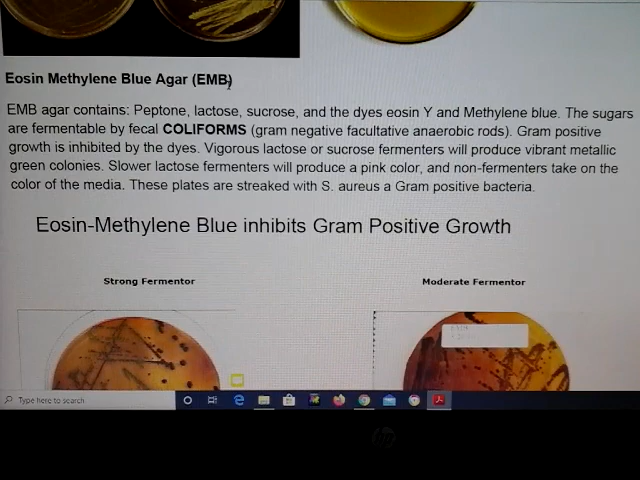 Eosin Methylene Blue Agar (EMB)
EMB agar contains: Peptone, lactose, sucrose, and the dyes eosin Y and Methylene blue. The sugars
are fermentable by fecal COLIFORMS (gram negative facultative anaerobic rods). Gram positive
growth is inhibited by the dyes. Vigorous lactose or sucrose fermenters will produce vibrant metallic
green colonies. Slower lactose fermenters will produce a pink color, and non-fermenters take on the
color of the media. These plates are streaked with S. aureus a Gram positive bacteria.
Eosin-Methylene Blue inhibits Gram Positive Growth
Strong Fermentor
Moderate Fermentor
Type here to search
hp